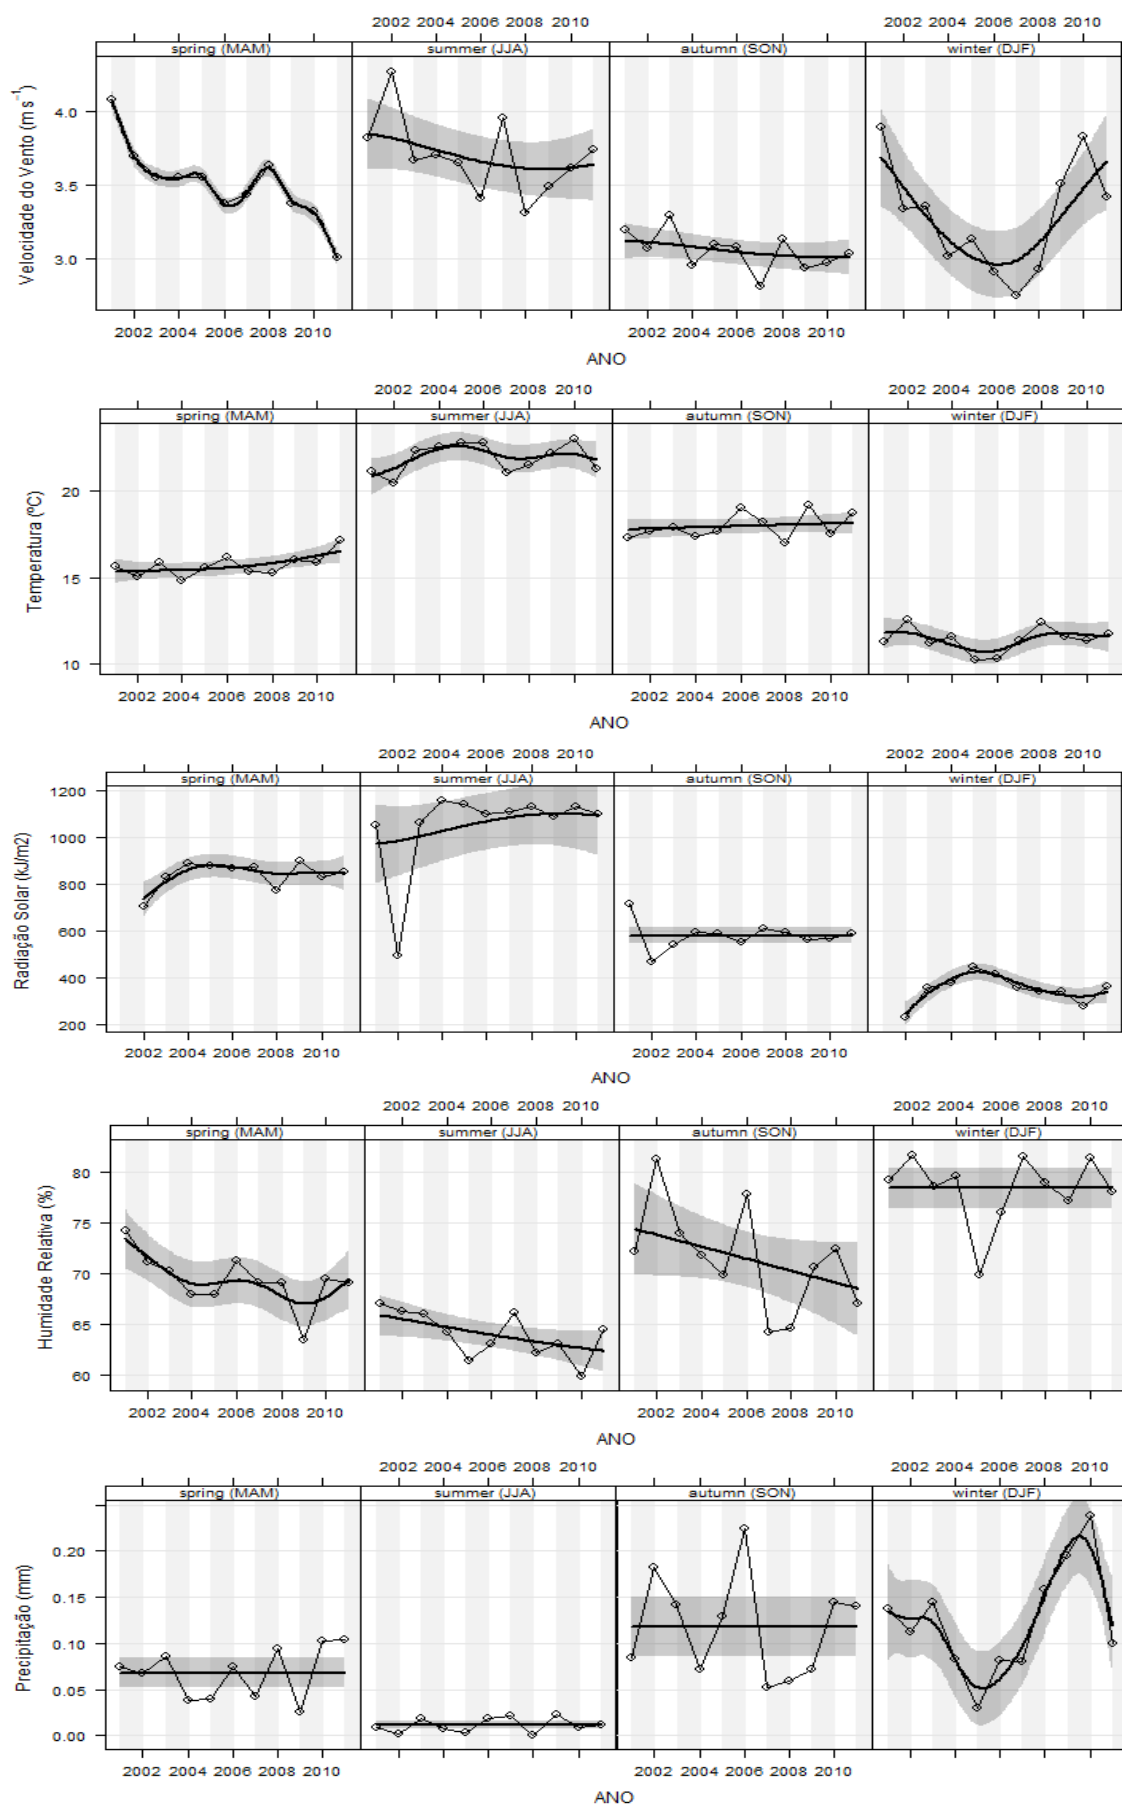 2002 2006 2010 2002 2006 2010
spring (MAM) summer (JJA) autumn (SON) winter (DJF)
Velocidade do Vento (m s⁻¹)
4.0
3.5
3.0
2002 2004 2006 2008 2010 2002 2006 2010
ANO
2002 2004 2006 2008 2010 2002 2004 2006 2008 2010
spring (MAM) summer (JJA) autumn (SON) winter (DJF)
Temperatura (ºC)
20
15
10
2002 2004 2006 2010 2002 2004 2006 2008 2010
ANO
2002 2004 2006 2008 2010 2002 2004 2006 2008 2010
spring (MAM) summer (JJA) autumn (SON) winter (DJF)
Radiação Solar (kJ/m2)
1200
1000
800
600
400
200
2002 2004 2006 2008 2010 2002 2004 2006 2008 2010
ANO
2002 2004 2006 2008 2010 2002 2004 2006 2008 2010
spring (MAM) summer (JJA) autumn (SON) winter (DJF)
Humidade Relativa (%)
80
75
70
65
60
2002 2004 2006 2008 2010 2002 2004 2006 2008 2010
ANO
2002 2004 2006 2008 2010 2002 2004 2006 2008 2010
spring (MAM) summer (JJA) autumn (SON) winter (DJF)
Precipitação (mm)
0.20
0.15
0.10
0.05
0.00
2002 2004 2006 2008 2010 2002 2004 2006 2008 2010
ANO